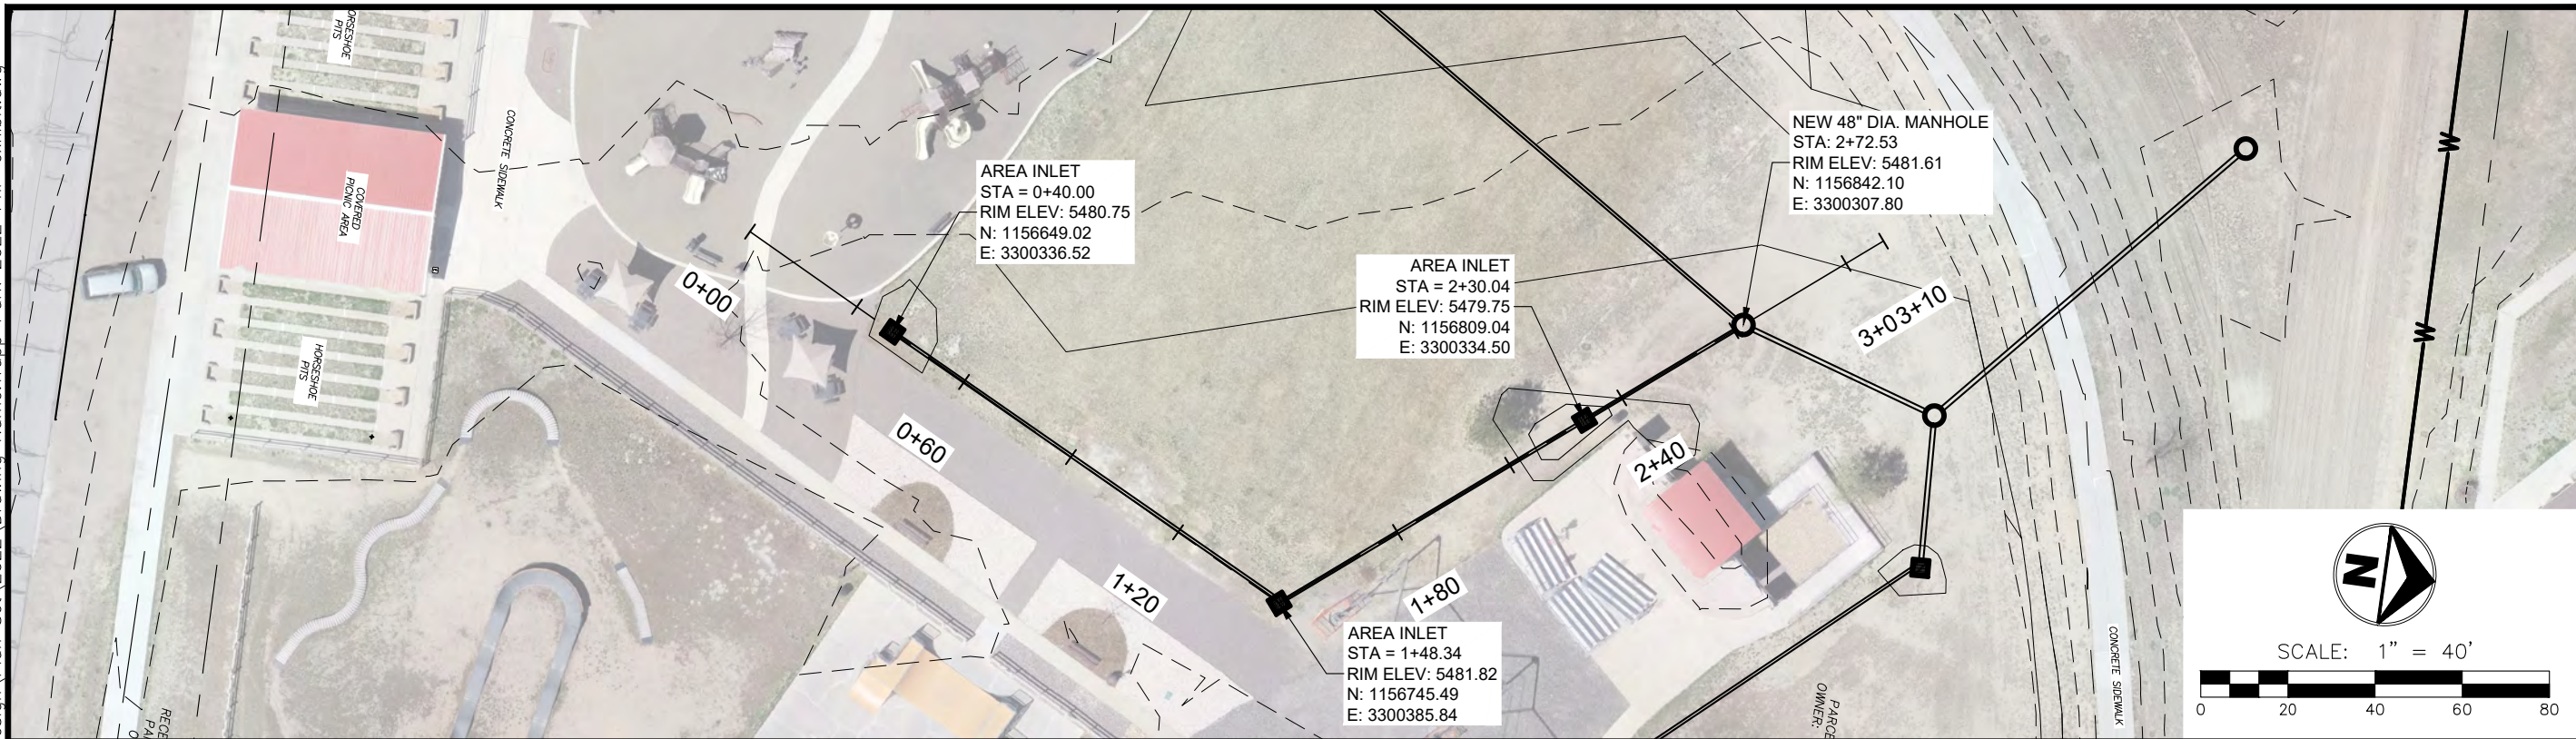 HORSESHOE
PITS
CONCRETE SIDEWALK
COVERED
PICNIC AREA
HORSESHOE
PITS
0+00
AREA INLET
STA = 0+40.00
RIM ELEV: 5480.75
N: 1156649.02
E: 3300336.52
0+60
1+20
AREA INLET
STA = 1+48.34
RIM ELEV: 5481.82
N: 1156745.49
E: 3300385.84
1+80
AREA INLET
STA = 2+30.04
RIM ELEV: 5479.75
N: 1156809.04
E: 3300334.50
2+40
NEW 48" DIA. MANHOLE
STA: 2+72.53
RIM ELEV: 5481.61
N: 1156842.10
E: 3300307.80
3+0
3+10
W
W
OWNER:
CONCRETE SIDEWALK
N
SCALE: 1" = 40'
0 20 40 60 80